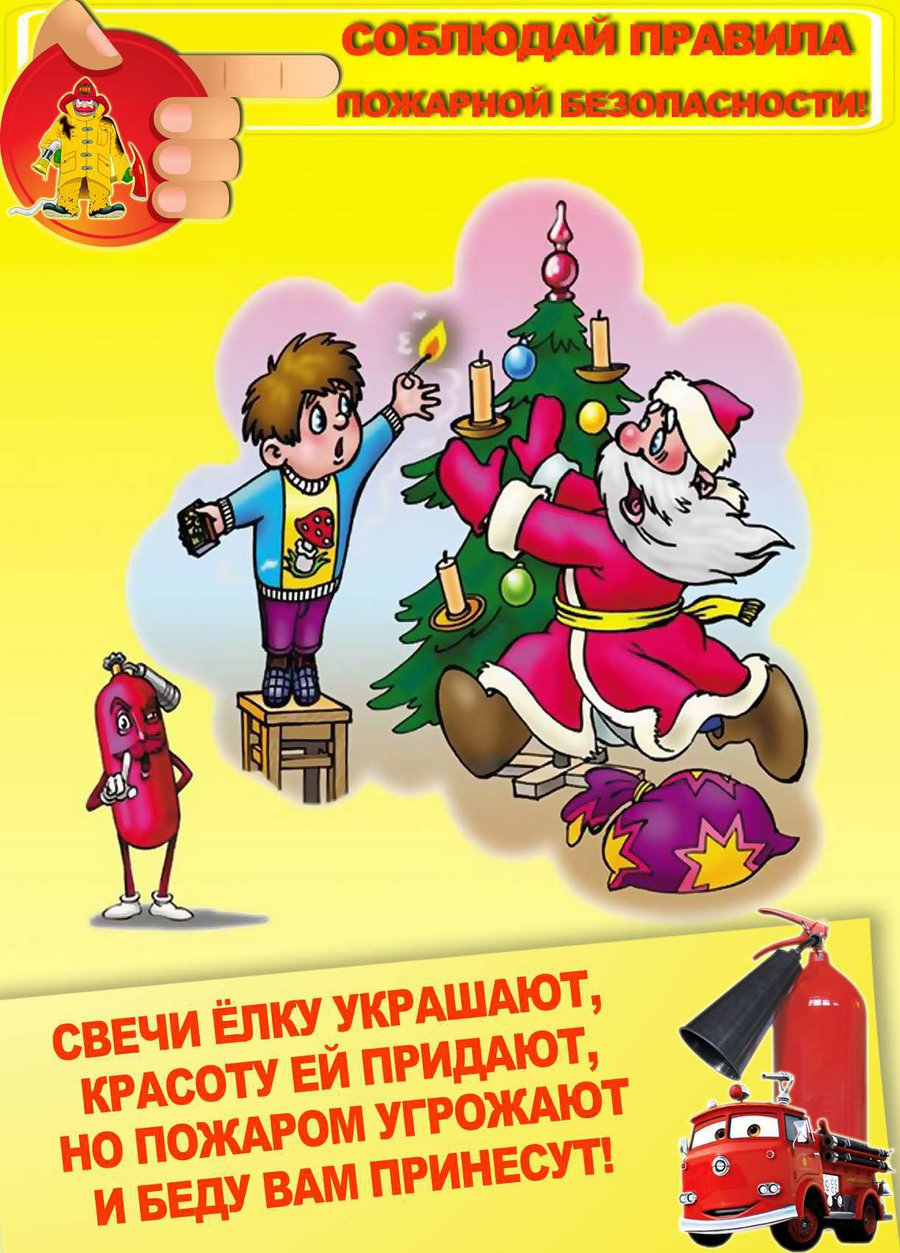 СОБЛЮДАЙ ПРАВИЛА
ПОЖАРНОЙ БЕЗОПАСНОСТИ!
СВЕЧИ ЁЛКУ УКРАШАЮТ,
КРАСОТУ ЕЙ ПРИДАЮТ,
НО ПОЖАРОМ УГРОЖАЮТ
И БЕДУ ВАМ ПРИНЕСУТ!